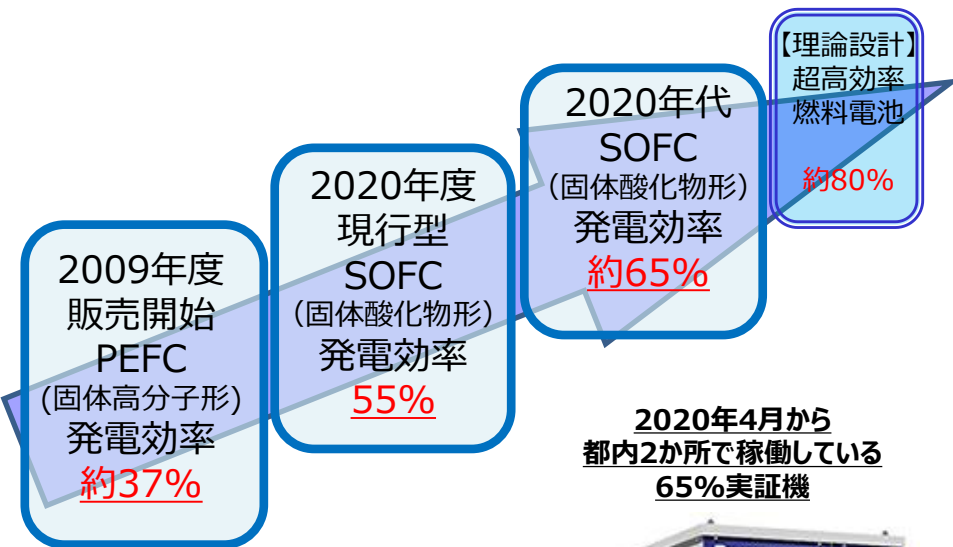 2009年度
販売開始
PEFC
(固体高分子形)
発電効率
約37%
2020年度
現行型
SOFC
（固体酸化物形）
発電効率
55%
2020年代
SOFC
（固体酸化物形）
発電効率
約65%
【理論設計】
超高効率
燃料電池
約80%
2020年4月から
都内2か所で稼働している
65%実証機